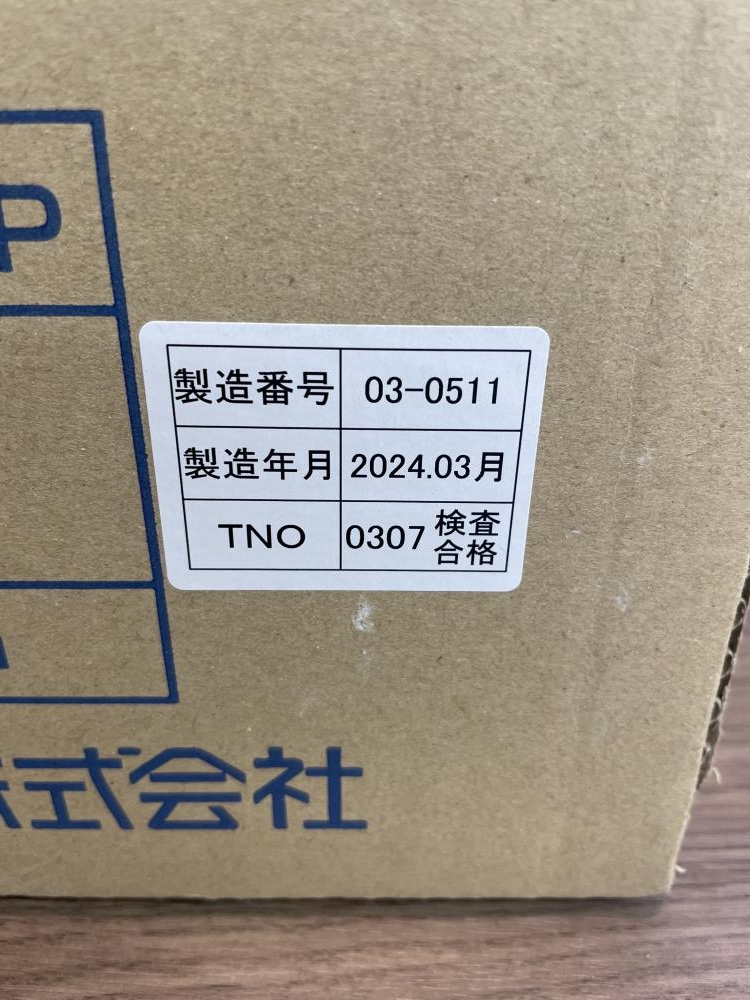 P
製造番号 03-0511
製造年月 2024.03月
TNO 0307 検査合格
株式会社